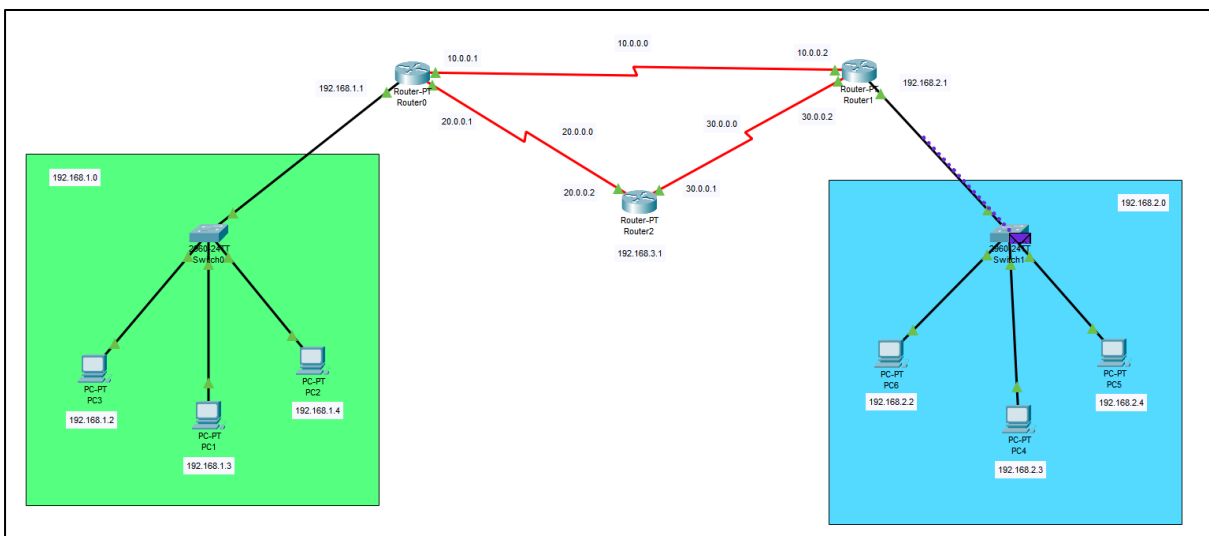 10.0.0.0
10.0.0.1
10.0.0.2
192.168.1.1
Router-PT
Router0
Router-PT
Router1
192.168.2.1
20.0.0.1
20.0.0.0
30.0.0.0
30.0.0.2
20.0.0.2
30.0.0.1
Router-PT
Router2
192.168.3.1
192.168.1.0
2960-24TT
Switch0
PC-PT
PC3
192.168.1.2
PC-PT
PC1
192.168.1.3
PC-PT
PC2
192.168.1.4
192.168.2.0
2960-24TT
Switch1
PC-PT
PC6
192.168.2.2
PC-PT
PC4
192.168.2.3
PC-PT
PC5
192.168.2.4